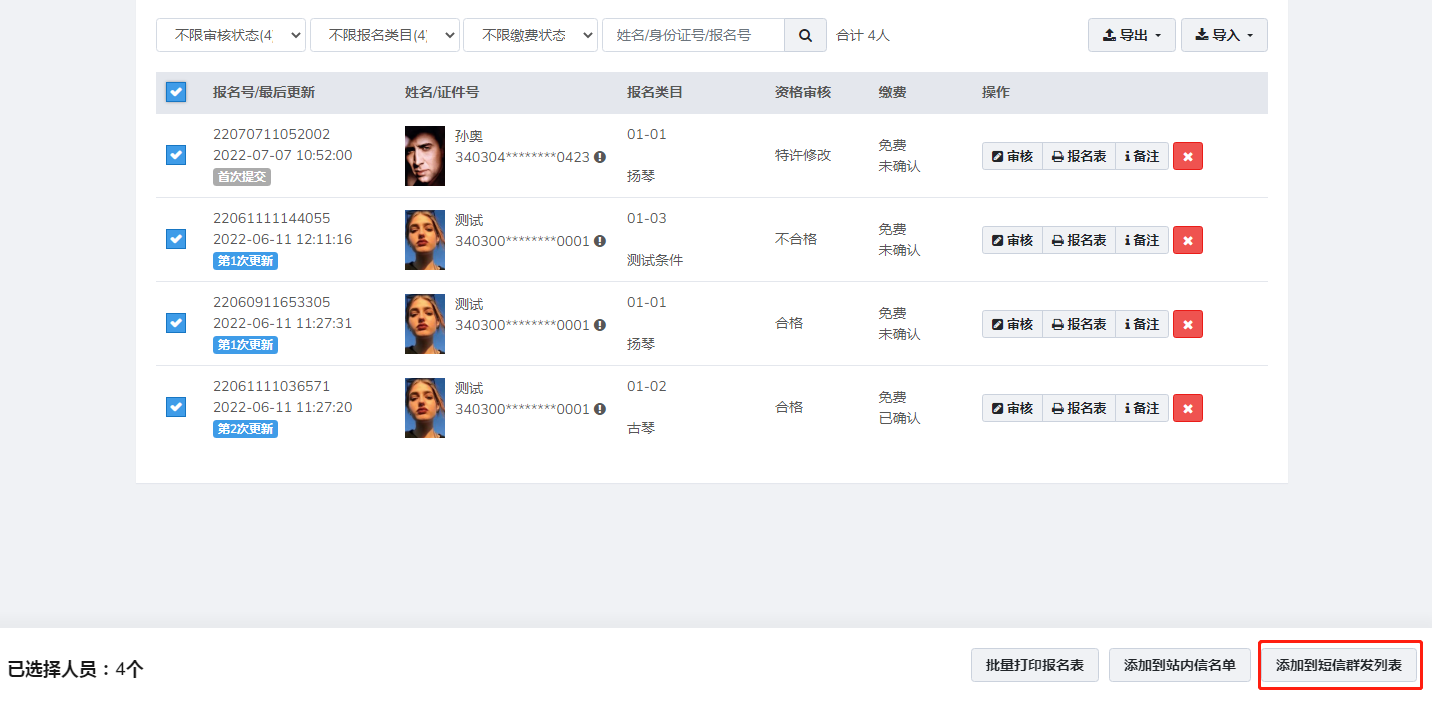 不限审核状态(4) 不限报名类目(4) 不限缴费状态 姓名/身份证号/报名号 合计 4人 导出 导入
报名号/最后更新 姓名/证件号 报名类目 资格审核 缴费 操作
22070711052002
2022-07-07 10:52:00
首次提交
孙奥
340304********0423
01-01
扬琴
特许修改
免费
未确认
审核 报名表 备注
22061111144055
2022-06-11 12:11:16
第1次更新
测试
340300********0001
01-03
测试条件
不合格
免费
未确认
审核 报名表 备注
22060911653305
2022-06-11 11:27:31
第1次更新
测试
340300********0001
01-01
扬琴
合格
免费
未确认
审核 报名表 备注
22061111036571
2022-06-11 11:27:20
第2次更新
测试
340300********0001
01-02
古琴
合格
免费
已确认
审核 报名表 备注
已选择人员：4个 批量打印报名表 添加到站内信名单 添加到短信群发列表